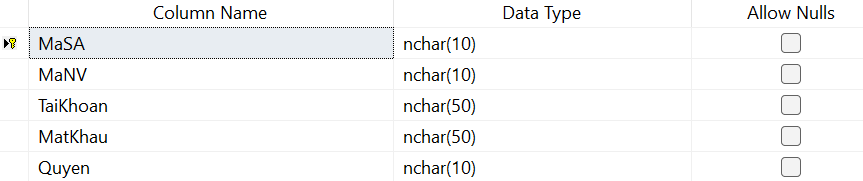 Column Name Data Type Allow Nulls
MaSA nchar(10)
MaNV nchar(10)
TaiKhoan nchar(50)
MatKhau nchar(50)
Quyen nchar(10)